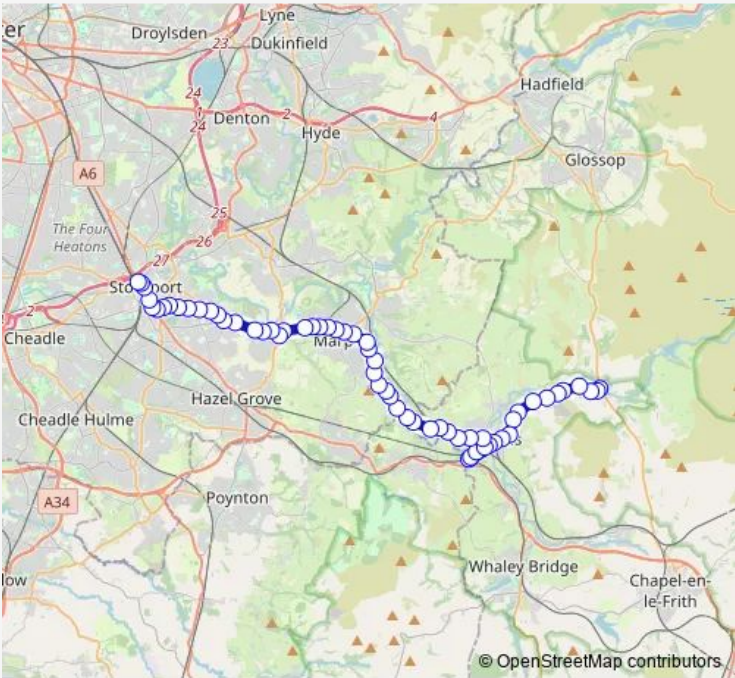 Lyne
Droylsden
23
Dukinfield
24
Hadfield
1
24
Denton
2
4
Hyde
Glossop
A6
25
The Four
Heatons
26
27
2
Cheadle
Hazel Grove
Cheadle Hulme
A34
Poynton
Whaley Bridge
Chapel-en-
le-Frith
© OpenStreetMap contributors